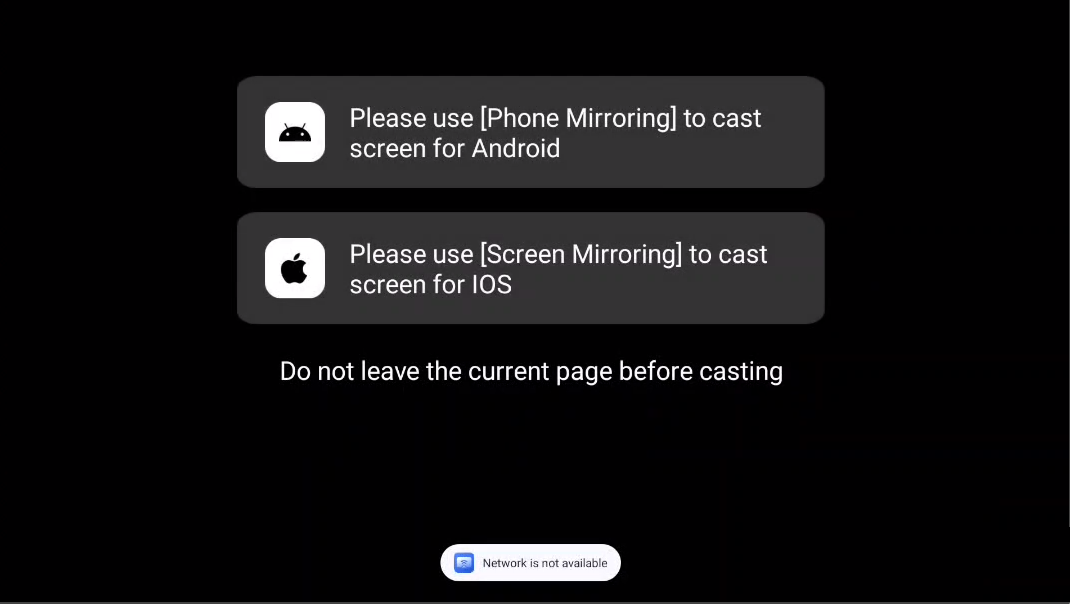 Please use [Phone Mirroring] to cast
screen for Android
Please use [Screen Mirroring] to cast
screen for IOS
Do not leave the current page before casting
Network is not available